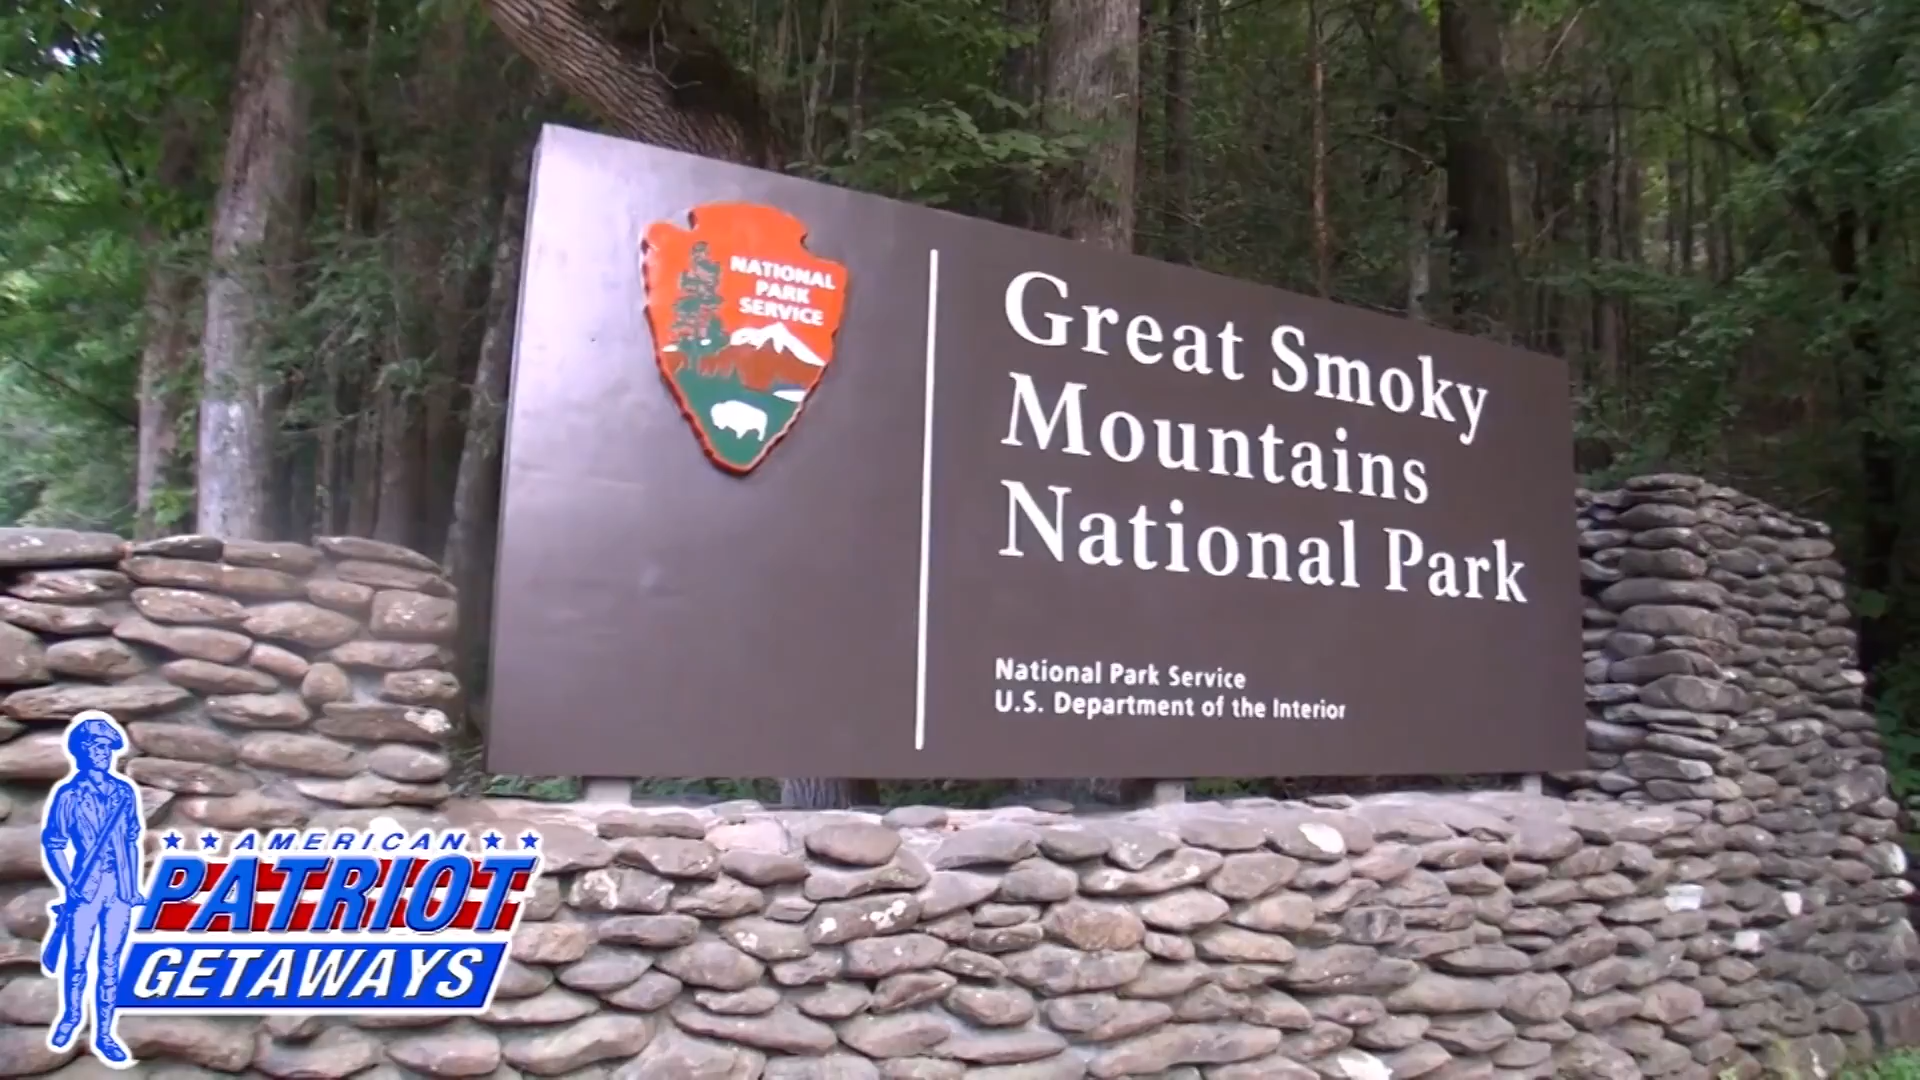 NATIONAL
PARK
SERVICE
Great Smoky
Mountains
National Park
National Park Service
U.S. Department of the Interior
AMERICAN
PATRIOT
GETAWAYS